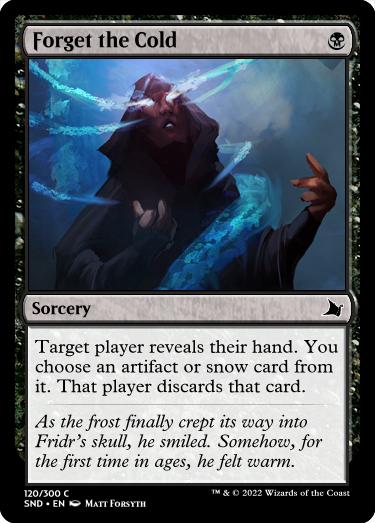 Forget the Cold
Sorcery
Target player reveals their hand. You
choose an artifact or snow card from
it. That player discards that card.
As the frost finally crept its way into
Fridr's skull, he smiled. Somehow, for
the first time in ages, he felt warm.
120/300 C
SND • EN Matt Forsyth
™ & © 2022 Wizards of the Coast